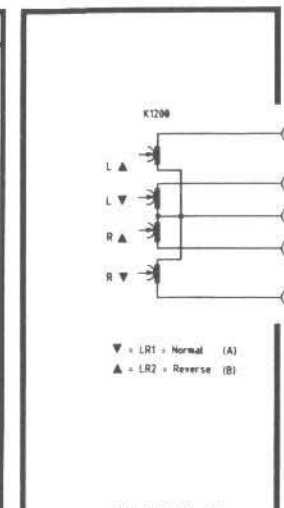 K1200
L ▲
L ▼
R ▲
R ▼
▼ = LR1 = Normal (A)
▲ = LR2 = Reverse (B)